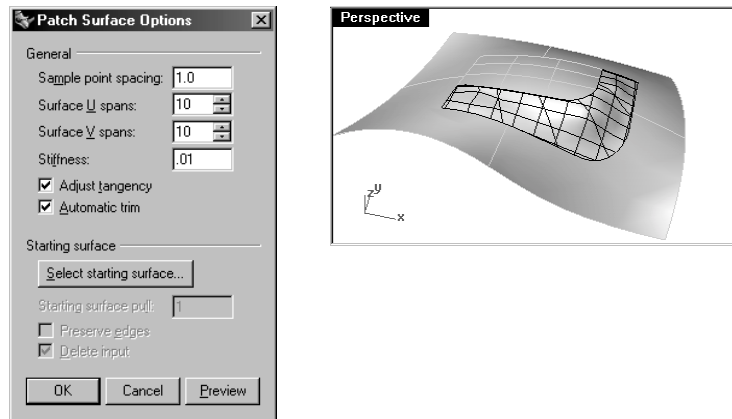 Patch Surface Options
General
Sample point spacing: 1.0
Surface U spans: 10
Surface V spans: 10
Stiffness: .01
Adjust tangency
Automatic trim
Starting surface
Select starting surface...
Starting surface pull: 1
Preserve edges
Delete input
OK Cancel Preview
Perspective
z y
x